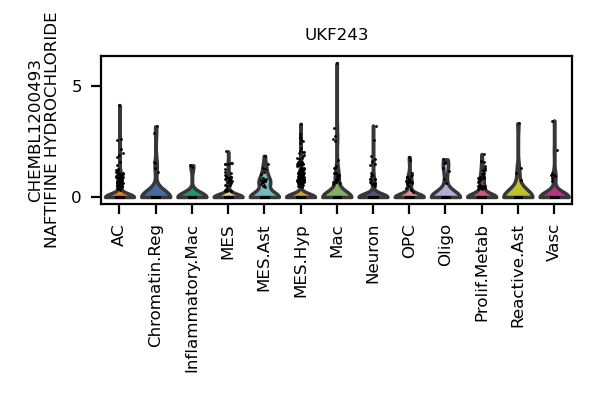 UKF243
CHEMBL1200493
NAFTIFINE HYDROCHLORIDE
5
0
AC
Chromatin.Reg
Inflammatory.Mac
MES
MES.Ast
MES.Hyp
Mac
Neuron
OPC
Oligo
Prolif.Metab
Reactive.Ast
Vasc